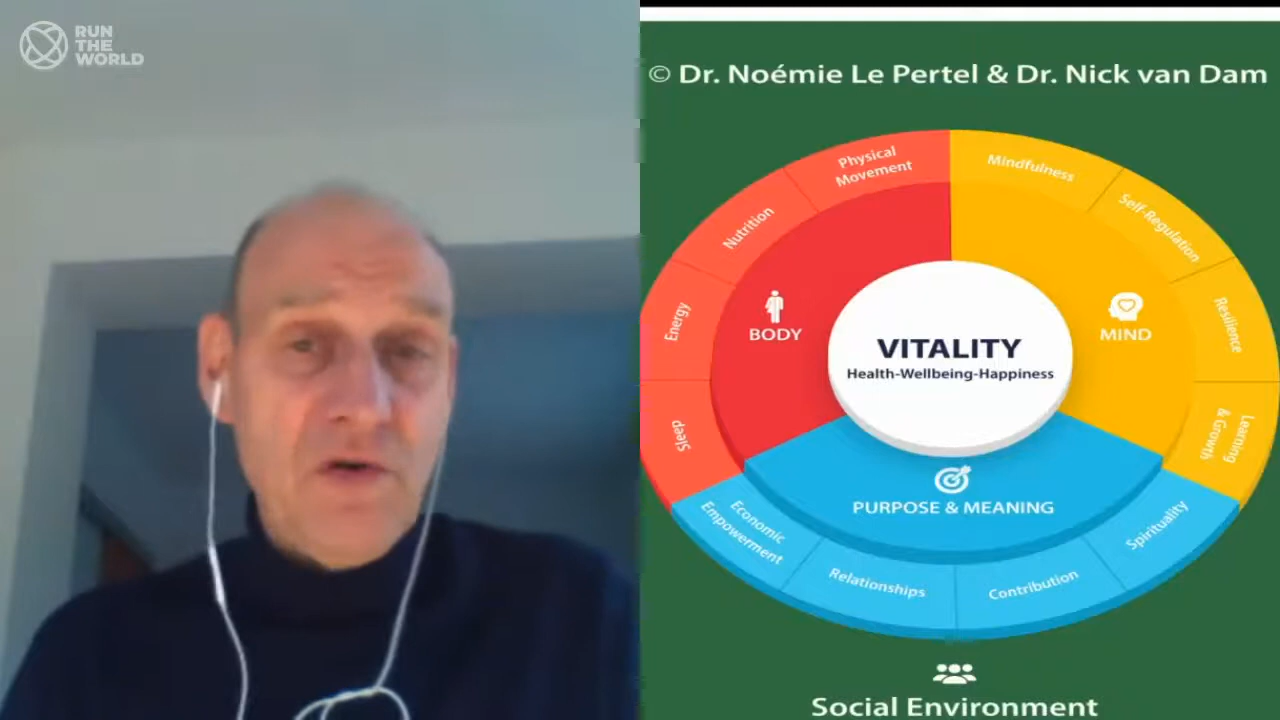 RUN
THE
WORLD
© Dr. Noémie Le Pertel & Dr. Nick van Dam
Physical
Movement
Mindfulness
Self-Regulation
Nutrition
Energy
BODY
MIND
Resilience
VITALITY
Health-Wellbeing-Happiness
Sleep
Learning
& Growth
PURPOSE & MEANING
Economic
Empowerment
Relationships
Contribution
Spirituality
Social Environment